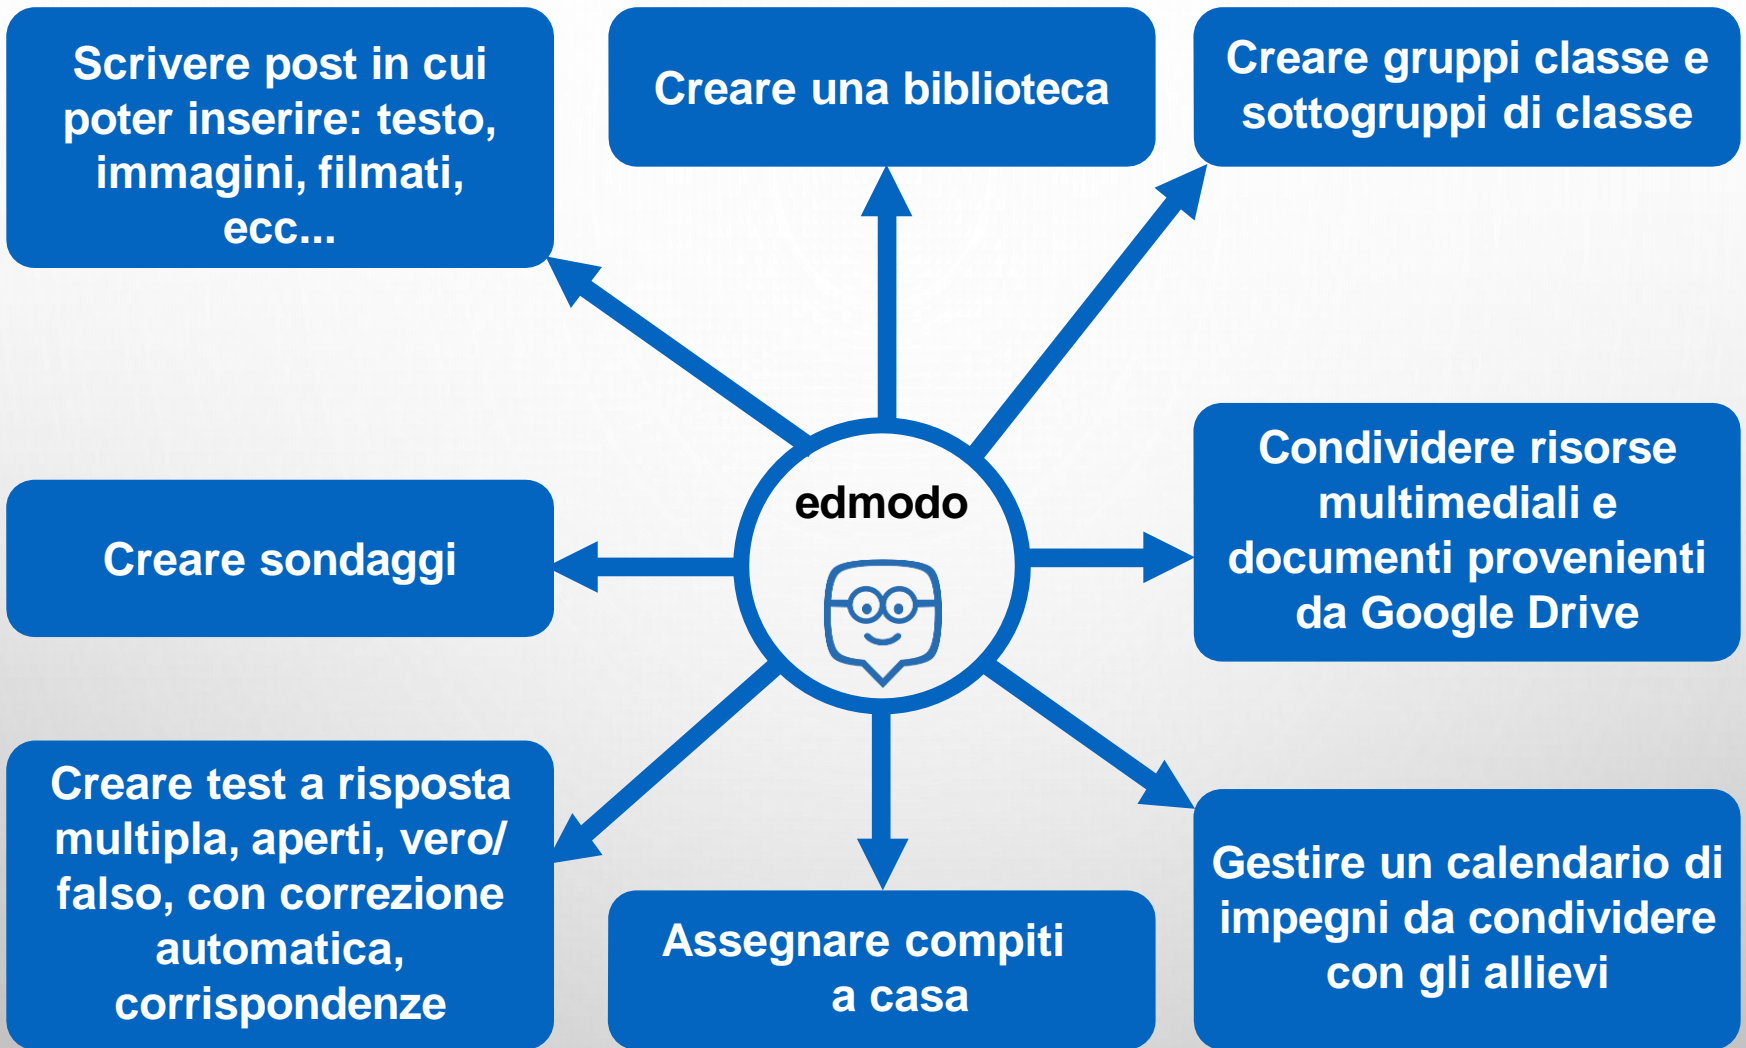 Scrivere post in cui
poter inserire: testo,
immagini, filmati,
ecc...
Creare una biblioteca
Creare gruppi classe e
sottogruppi di classe
edmodo
Creare sondaggi
Condividere risorse
multimediali e
documenti provenienti
da Google Drive
Creare test a risposta
multipla, aperti, vero/
falso, con correzione
automatica,
corrispondenze
Assegnare compiti
a casa
Gestire un calendario di
impegni da condividere
con gli allievi